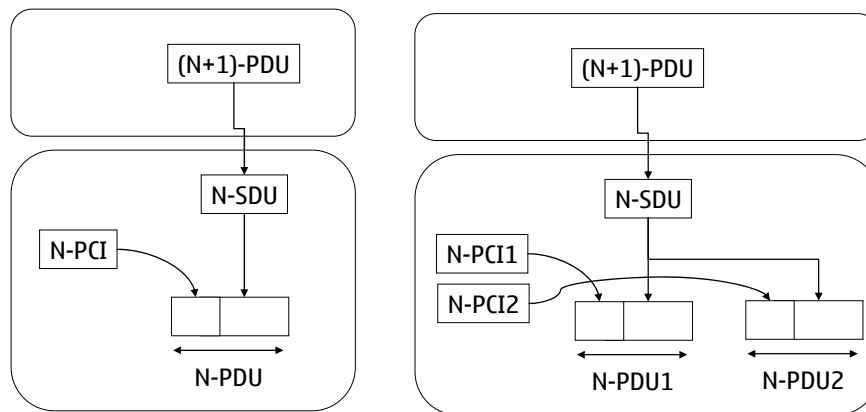 (N+1)-PDU
N-SDU
N-PCI
N-PDU
(N+1)-PDU
N-SDU
N-PCI1
N-PCI2
N-PDU1
N-PDU2